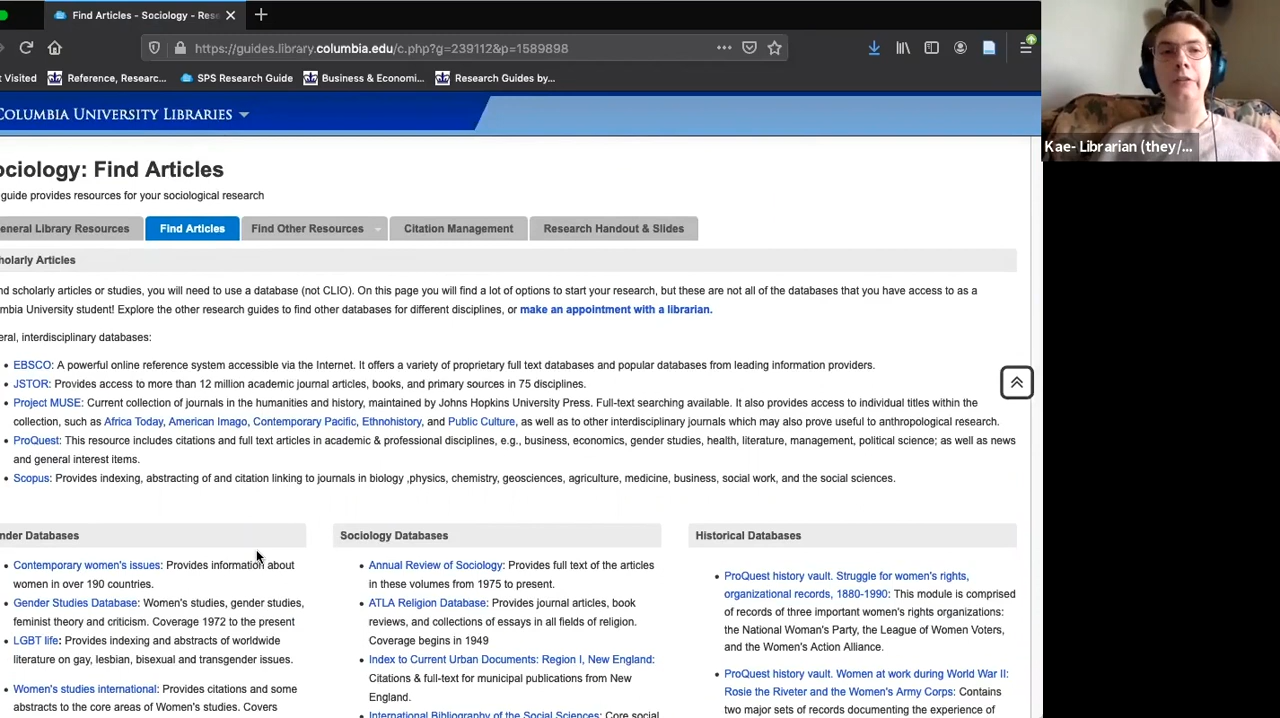 Find Articles - Sociology - Res
https://guides.library.columbia.edu/c.php?g=239112&p=1589898
t Visited Reference, Researc... SPS Research Guide Business & Economi... Research Guides by...
COLUMBIA UNIVERSITY LIBRARIES
Kae- Librarian (they/...
ociology: Find Articles
guide provides resources for your sociological research
eneral Library Resources Find Articles Find Other Resources Citation Management Research Handout & Slides
holarly Articles
nd scholarly articles or studies, you will need to use a database (not CLIO). On this page you will find a lot of options to start your research, but these are not all of the databases that you have access to as a
mbia University student! Explore the other research guides to find other databases for different disciplines, or make an appointment with a librarian.
eral, interdisciplinary databases:
• EBSCO: A powerful online reference system accessible via the Internet. It offers a variety of proprietary full text databases and popular databases from leading information providers.
• JSTOR: Provides access to more than 12 million academic journal articles, books, and primary sources in 75 disciplines.
• Project MUSE: Current collection of journals in the humanities and history, maintained by Johns Hopkins University Press. Full-text searching available. It also provides access to individual titles within the
collection, such as Africa Today, American Imago, Contemporary Pacific, Ethnohistory, and Public Culture, as well as to other interdisciplinary journals which may also prove useful to anthropological research.
• ProQuest: This resource includes citations and full text articles in academic & professional disciplines, e.g., business, economics, gender studies, health, literature, management, political science; as well as news
and general interest items.
• Scopus: Provides indexing, abstracting of and citation linking to journals in biology ,physics, chemistry, geosciences, agriculture, medicine, business, social work, and the social sciences.
nder Databases
• Contemporary women's issues: Provides information about
women in over 190 countries.
• Gender Studies Database: Women's studies, gender studies,
feminist theory and criticism. Coverage 1972 to the present
• LGBT life: Provides indexing and abstracts of worldwide
literature on gay, lesbian, bisexual and transgender issues.
• Women's studies international: Provides citations and some
abstracts to the core areas of Women's studies. Covers
Sociology Databases
• Annual Review of Sociology: Provides full text of the articles
in these volumes from 1975 to present.
• ATLA Religion Database: Provides journal articles, book
reviews, and collections of essays in all fields of religion.
Coverage begins in 1949
• Index to Current Urban Documents: Region I, New England:
Citations & full-text for municipal publications from New
England.
• International Bibliography of the Social Sciences: Core social
Historical Databases
• ProQuest history vault. Struggle for women's rights,
organizational records, 1880-1990: This module is comprised
of records of three important women's rights organizations:
the National Woman's Party, the League of Women Voters,
and the Women's Action Alliance.
• ProQuest history vault. Women at work during World War II:
Rosie the Riveter and the Women's Army Corps: Contains
two major sets of records documenting the experience of